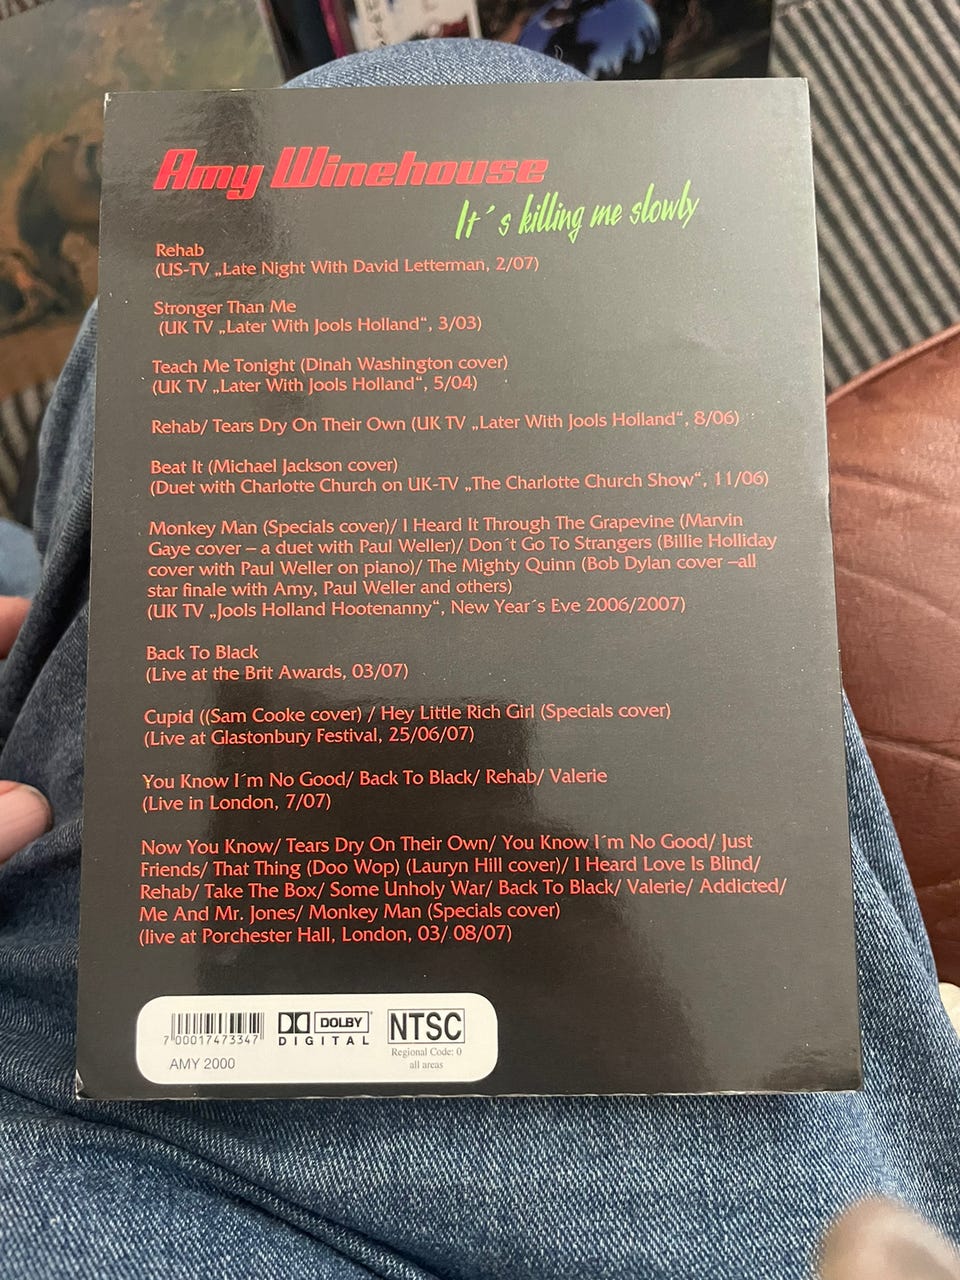 Amy Winehouse
It´s killing me slowly
Rehab
(US-TV „Late Night With David Letterman, 2/07)
Stronger Than Me
(UK TV „Later With Jools Holland“, 3/03)
Teach Me Tonight (Dinah Washington cover)
(UK TV „Later With Jools Holland“, 5/04)
Rehab/ Tears Dry On Their Own (UK TV „Later With Jools Holland“, 8/06)
Beat It (Michael Jackson cover)
(Duet with Charlotte Church on UK-TV „The Charlotte Church Show“, 11/06)
Monkey Man (Specials cover)/ I Heard It Through The Grapevine (Marvin
Gaye cover – a duet with Paul Weller)/ Don´t Go To Strangers (Billie Holliday
cover with Paul Weller on piano)/ The Mighty Quinn (Bob Dylan cover –all
star finale with Amy, Paul Weller and others)
(UK TV „Jools Holland Hootenanny“, New Year´s Eve 2006/2007)
Back To Black
(Live at the Brit Awards, 03/07)
Cupid ((Sam Cooke cover) / Hey Little Rich Girl (Specials cover)
(Live at Glastonbury Festival, 25/06/07)
You Know I´m No Good/ Back To Black/ Rehab/ Valerie
(Live in London, 7/07)
Now You Know/ Tears Dry On Their Own/ You Know I´m No Good/ Just
Friends/ That Thing (Doo Wop) (Lauryn Hill cover)/ I Heard Love Is Blind/
Rehab/ Take The Box/ Some Unholy War/ Back To Black/ Valerie/ Addicted/
Me And Mr. Jones/ Monkey Man (Specials cover)
(live at Porchester Hall, London, 03/ 08/07)
7 00017 47334 7
AMY 2000
DOLBY
DIGITAL
NTSC
Regional Code: 0
all areas